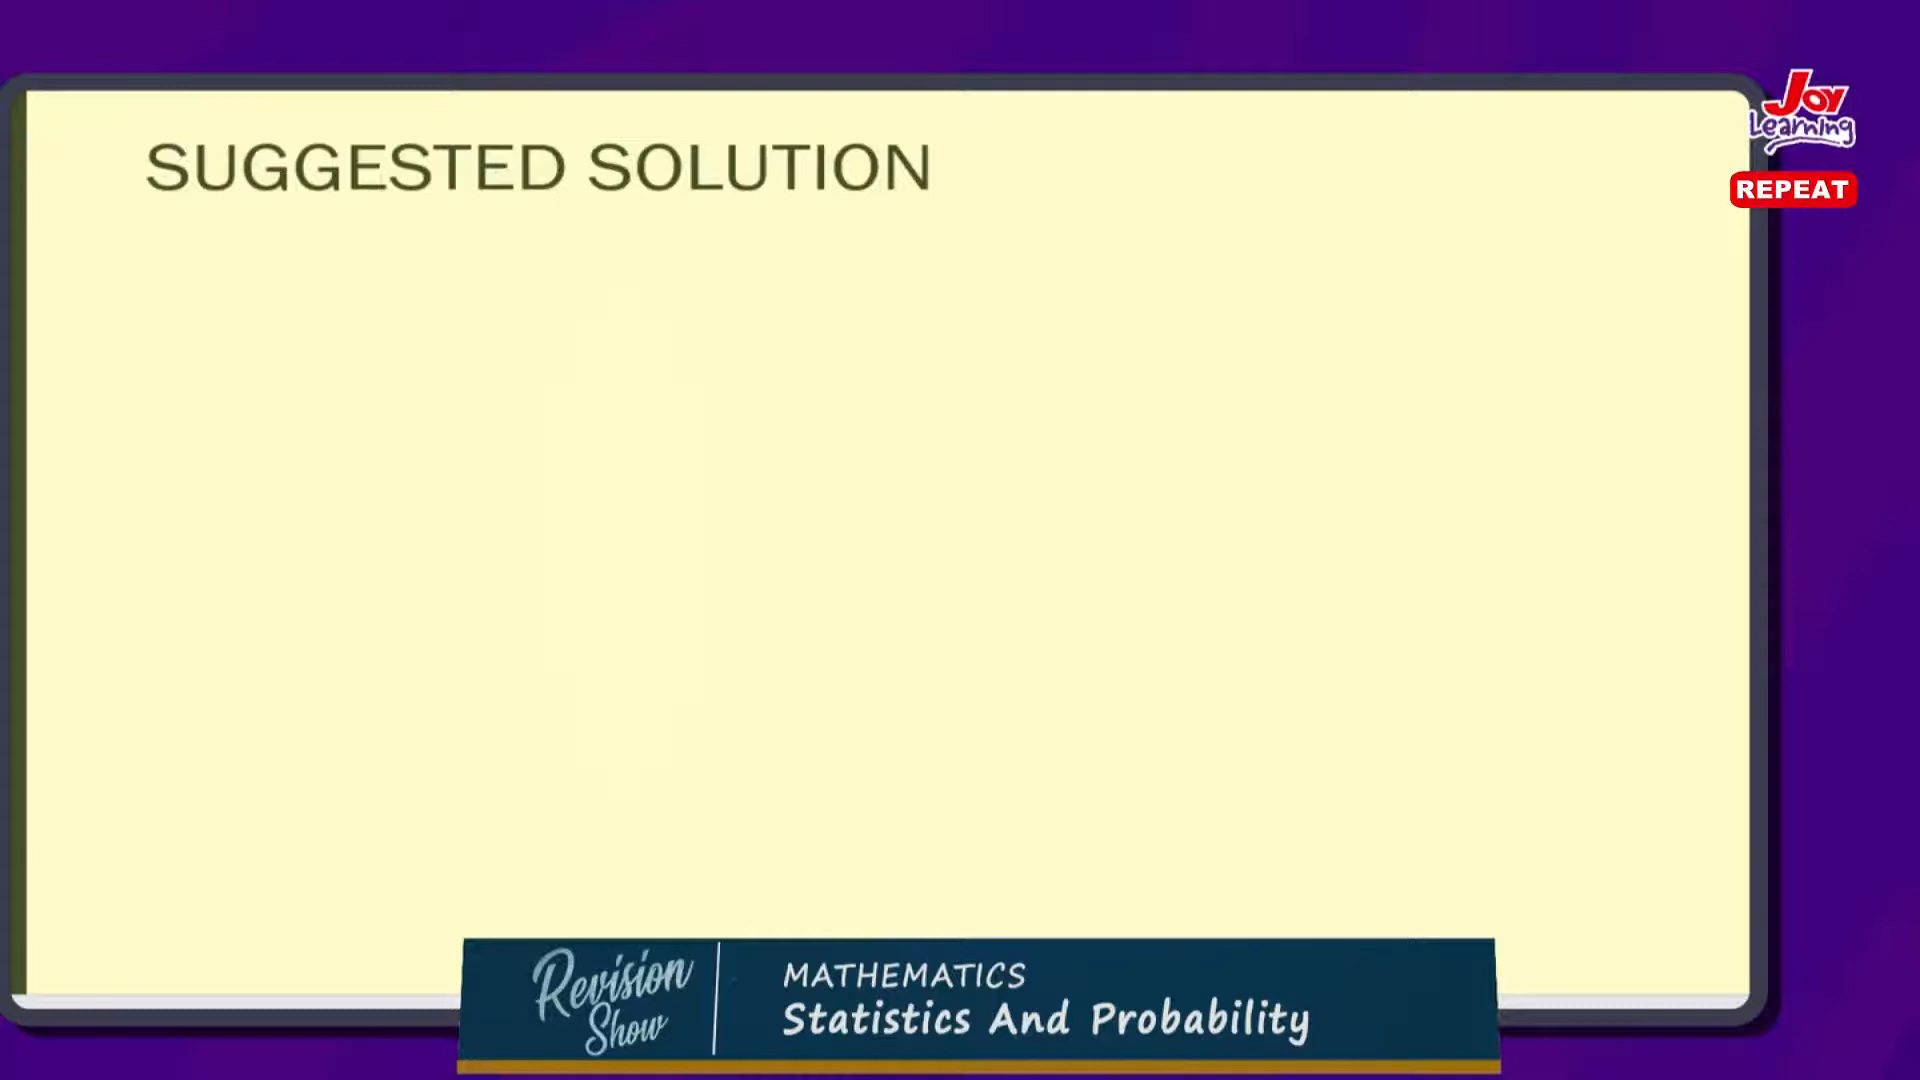 SUGGESTED SOLUTION
Joy
Learning
REPEAT
Revision
Show
MATHEMATICS
Statistics And Probability